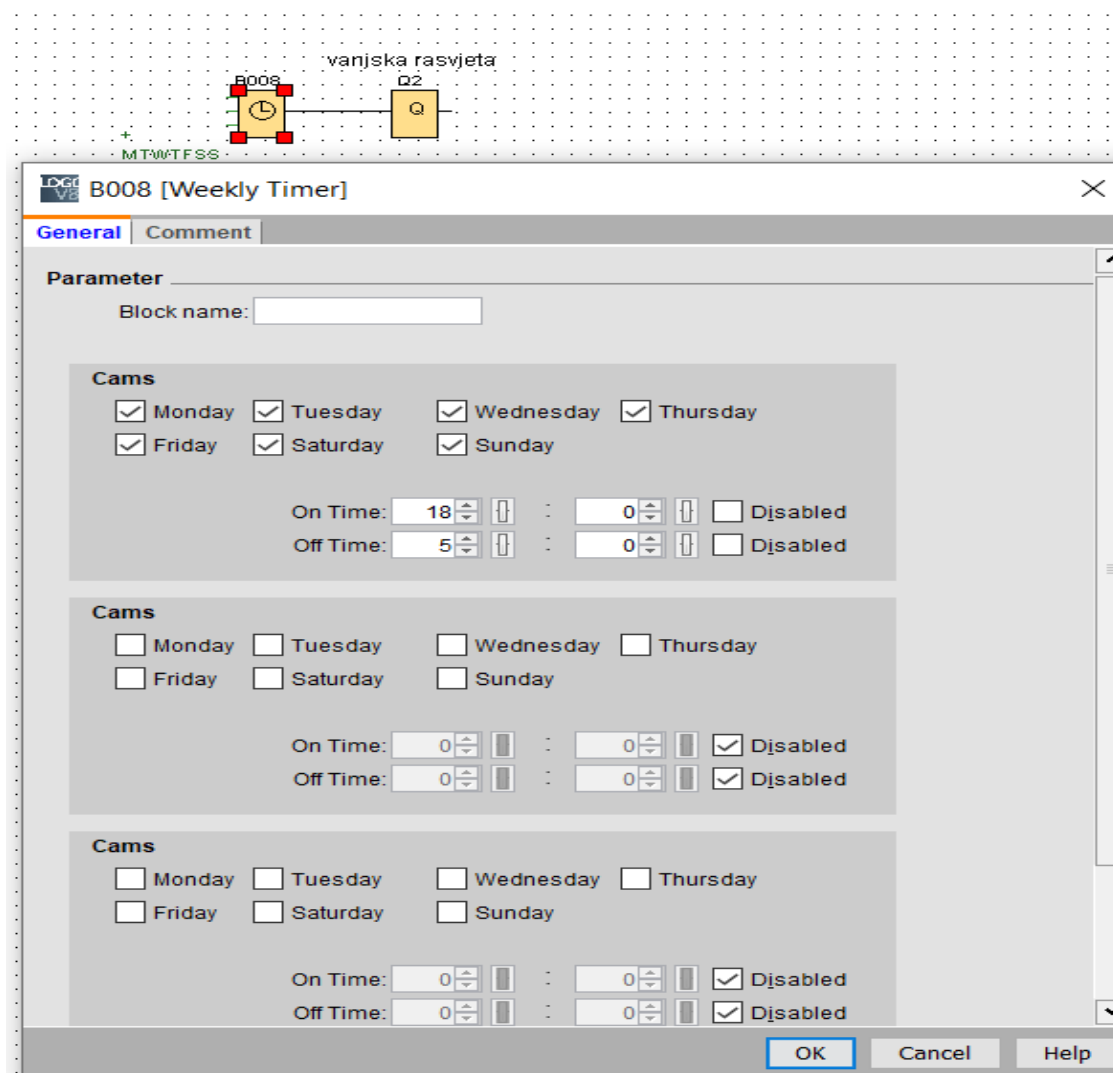 vanjska rasvjeta
B008 Q2
Q
+
MTWTFSS
LOGO V8 B008 [Weekly Timer]
General Comment
Parameter
Block name:
Cams
Monday Tuesday Wednesday Thursday
Friday Saturday Sunday
On Time: 18 : 0 Disabled
Off Time: 5 : 0 Disabled
Cams
Monday Tuesday Wednesday Thursday
Friday Saturday Sunday
On Time: 0 : 0 Disabled
Off Time: 0 : 0 Disabled
Cams
Monday Tuesday Wednesday Thursday
Friday Saturday Sunday
On Time: 0 : 0 Disabled
Off Time: 0 : 0 Disabled
OK Cancel Help